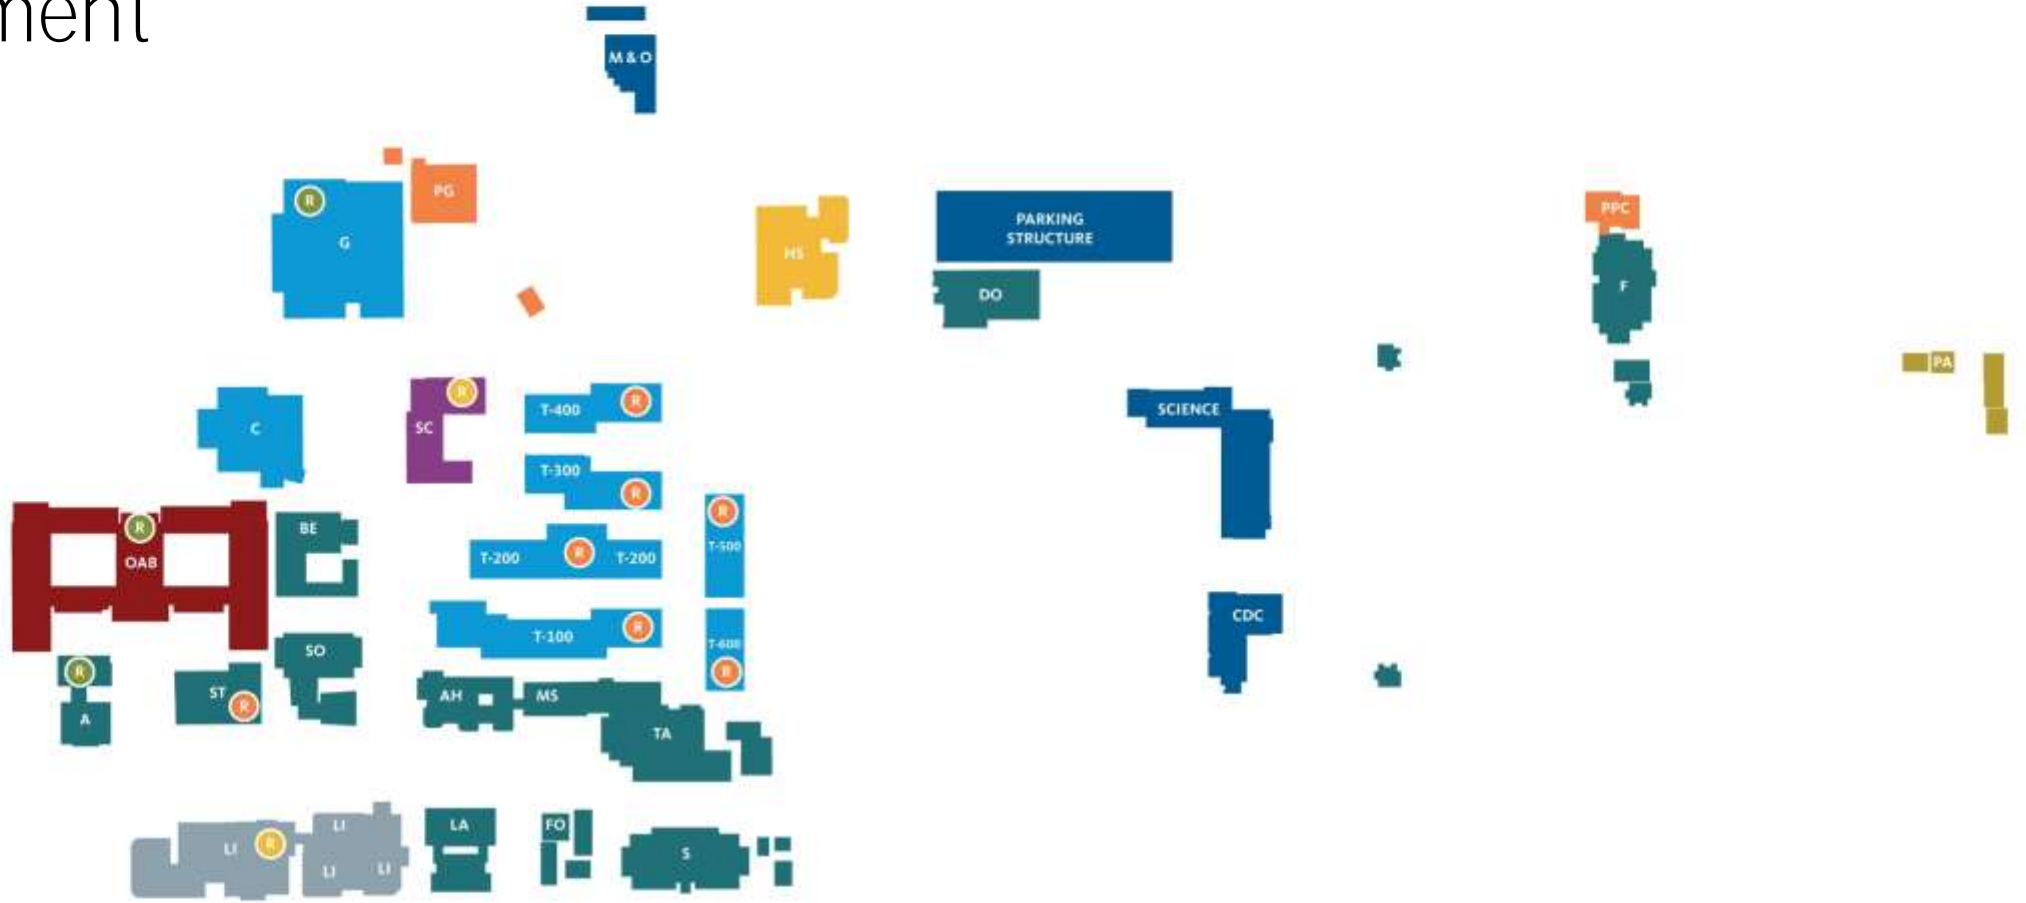 ment
M & O
PG
R
G
HS
PARKING
STRUCTURE
DO
PPC
F
PA
R
SC
C
T-400
R
T-300
R
SCIENCE
R
OAB
BE
T-200
R
T-200
R
T-500
T-100
R
T-600
R
CDC
R
A
ST
R
SO
AH
MS
TA
LI
R
LI
LI
LI
LA
FO
S